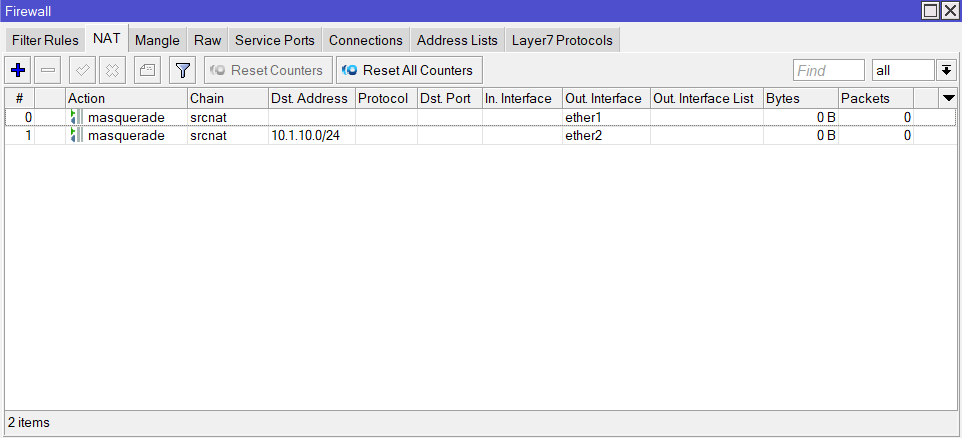 Firewall
Filter Rules NAT Mangle Raw Service Ports Connections Address Lists Layer7 Protocols
Reset Counters Reset All Counters Find all
# Action Chain Dst. Address Protocol Dst. Port In. Interface Out. Interface Out. Interface List Bytes Packets
0 masquerade srcnat ether1 0 B 0
1 masquerade srcnat 10.1.10.0/24 ether2 0 B 0
2 items